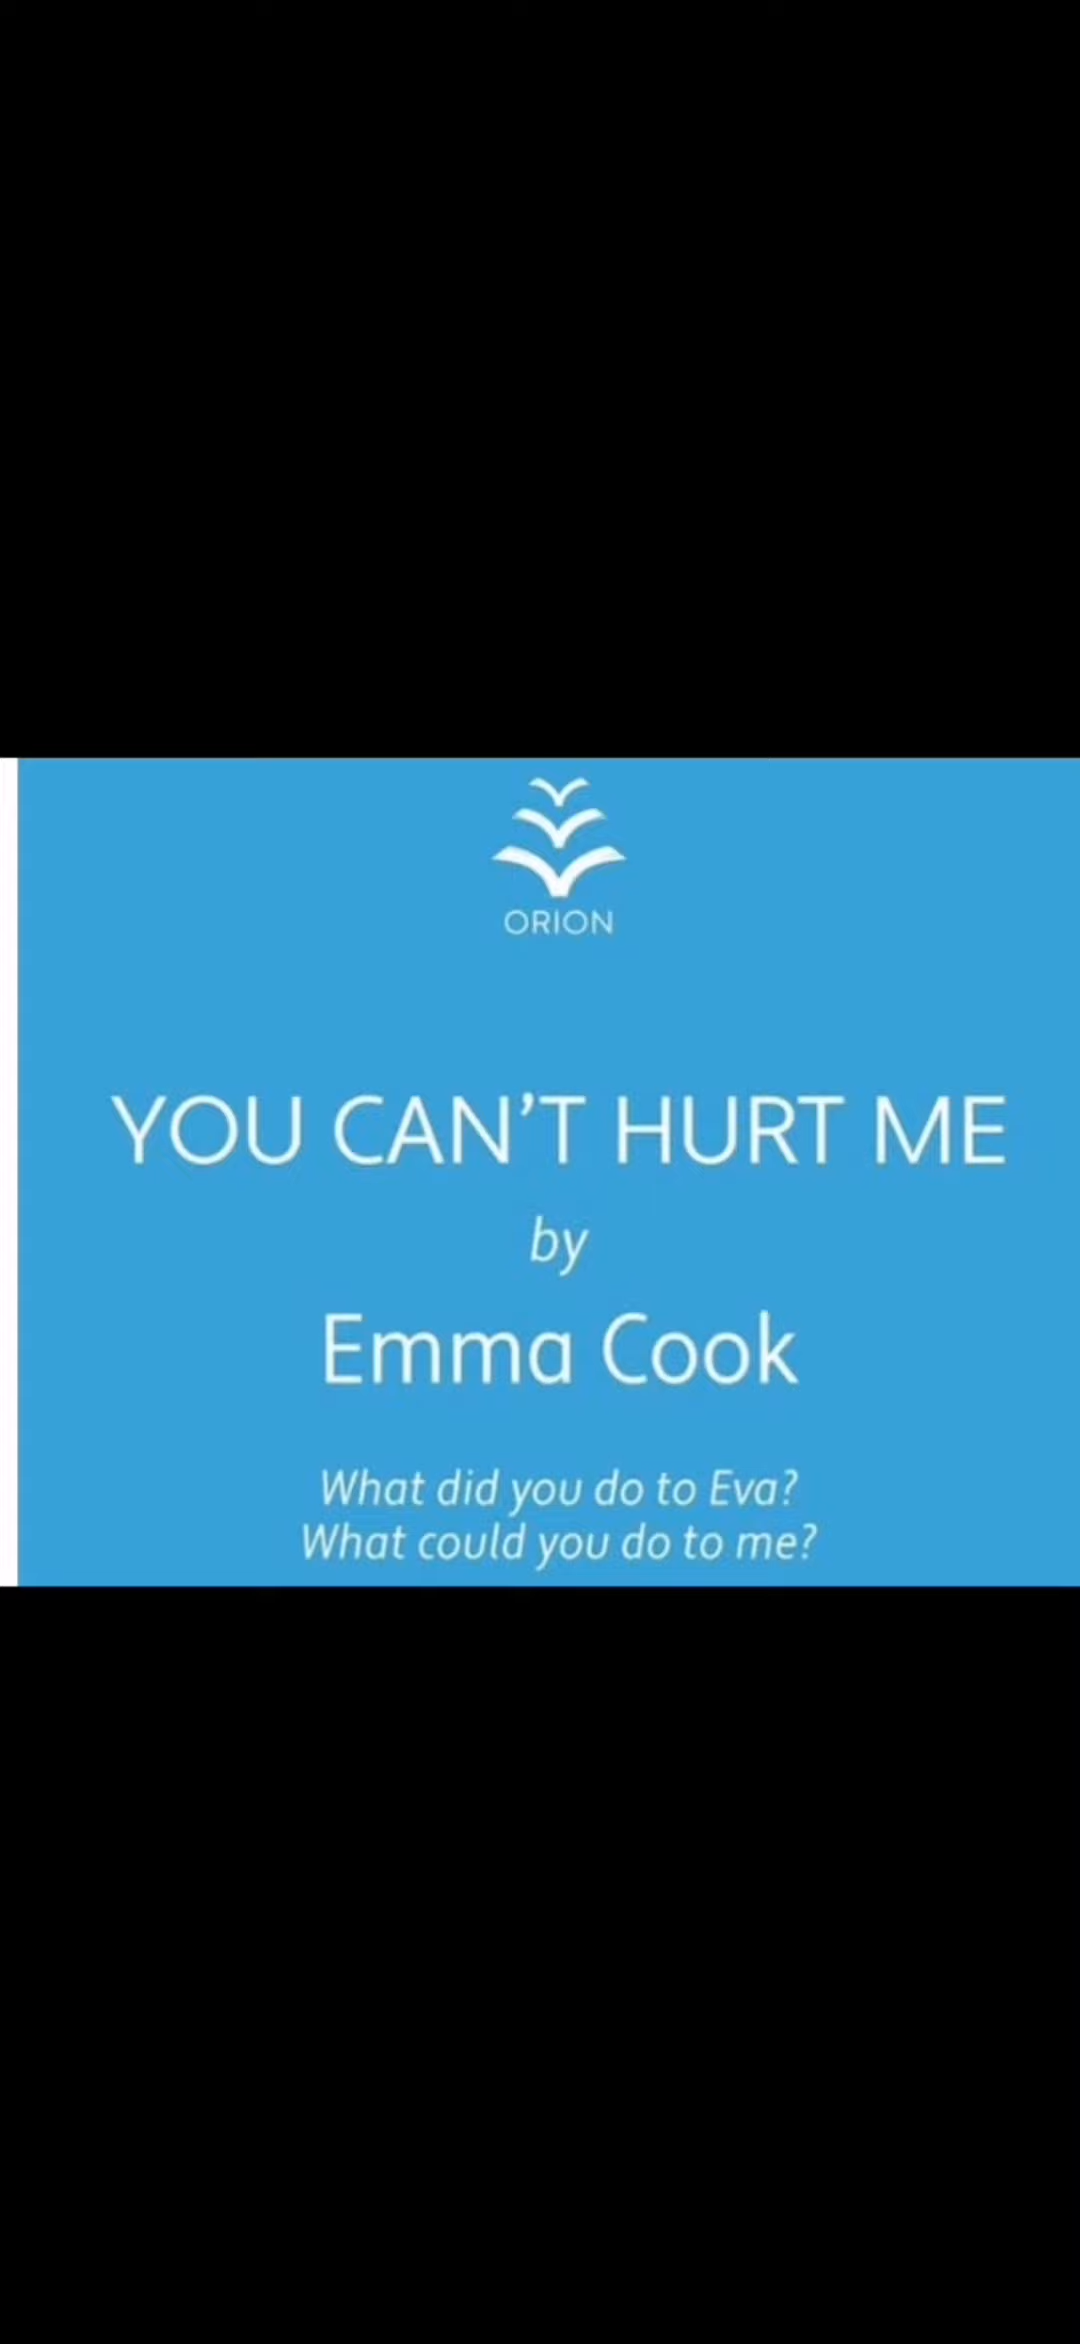 ORION
YOU CAN’T HURT ME
by
Emma Cook
What did you do to Eva?
What could you do to me?